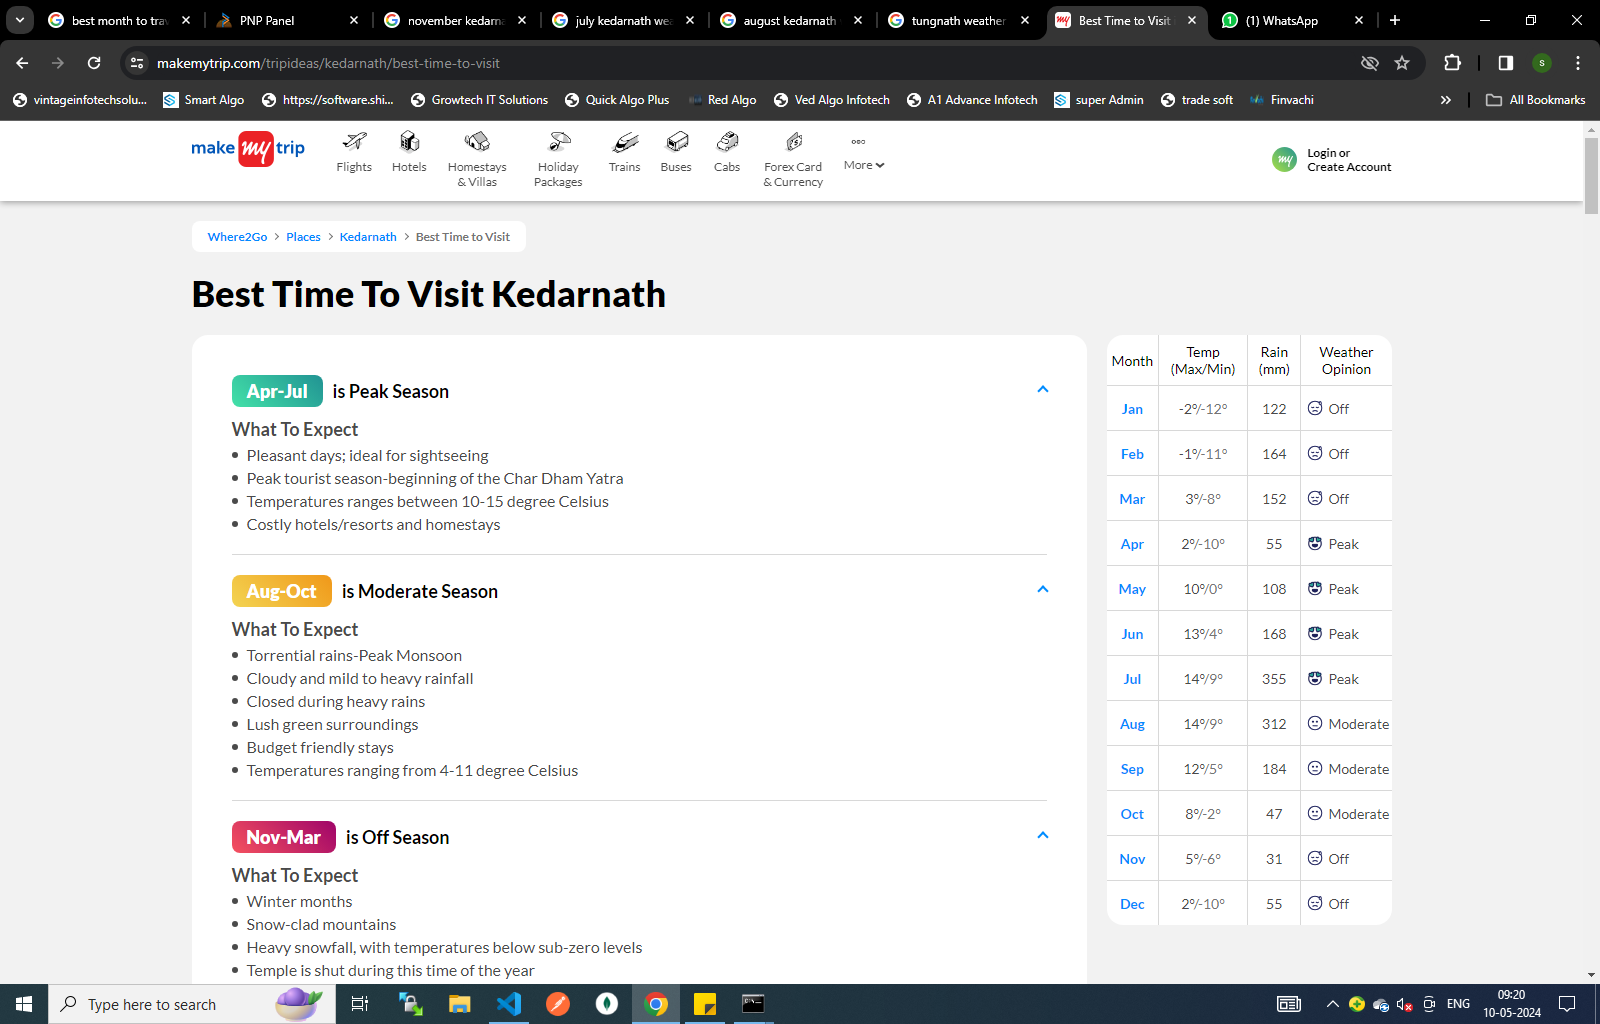 best month to trav
PNP Panel
november kedarna
july kedarnath wea
august kedarnath
tungnath weather
Best Time to Visit
(1) WhatsApp
makemytrip.com/tripideas/kedarnath/best-time-to-visit
S
vintageinfotechsolu...
Smart Algo
https://software.shi...
Growtech IT Solutions
Quick Algo Plus
Red Algo
Ved Algo Infotech
A1 Advance Infotech
super Admin
trade soft
Finvachi
All Bookmarks
make my trip
Flights
Hotels
Homestays
& Villas
Holiday
Packages
Trains
Buses
Cabs
Forex Card
& Currency
More
my
Login or
Create Account
Where2Go > Places > Kedarnath > Best Time to Visit
Best Time To Visit Kedarnath
Apr-Jul is Peak Season
What To Expect
• Pleasant days; ideal for sightseeing
• Peak tourist season-beginning of the Char Dham Yatra
• Temperatures ranges between 10-15 degree Celsius
• Costly hotels/resorts and homestays
Aug-Oct is Moderate Season
What To Expect
• Torrential rains-Peak Monsoon
• Cloudy and mild to heavy rainfall
• Closed during heavy rains
• Lush green surroundings
• Budget friendly stays
• Temperatures ranging from 4-11 degree Celsius
Nov-Mar is Off Season
What To Expect
• Winter months
• Snow-clad mountains
• Heavy snowfall, with temperatures below sub-zero levels
• Temple is shut during this time of the year
Month Temp (Max/Min) Rain (mm) Weather Opinion
Jan -2°/-12° 122 Off
Feb -1°/-11° 164 Off
Mar 3°/-8° 152 Off
Apr 2°/-10° 55 Peak
May 10°/0° 108 Peak
Jun 13°/4° 168 Peak
Jul 14°/9° 355 Peak
Aug 14°/9° 312 Moderate
Sep 12°/5° 184 Moderate
Oct 8°/-2° 47 Moderate
Nov 5°/-6° 31 Off
Dec 2°/-10° 55 Off
Type here to search
ENG
09:20
10-05-2024